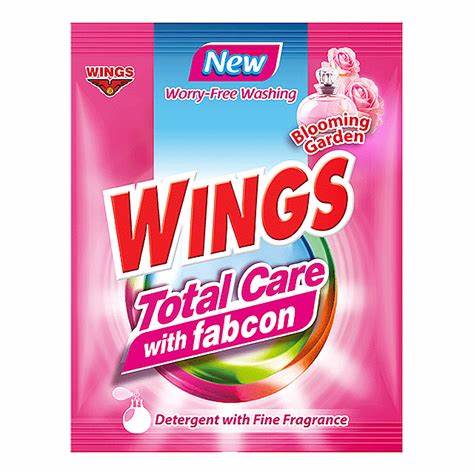 WINGS
New
Worry-Free Washing
Blooming
Garden
WINGS
Total Care
with fabcon
Detergent with Fine Fragrance